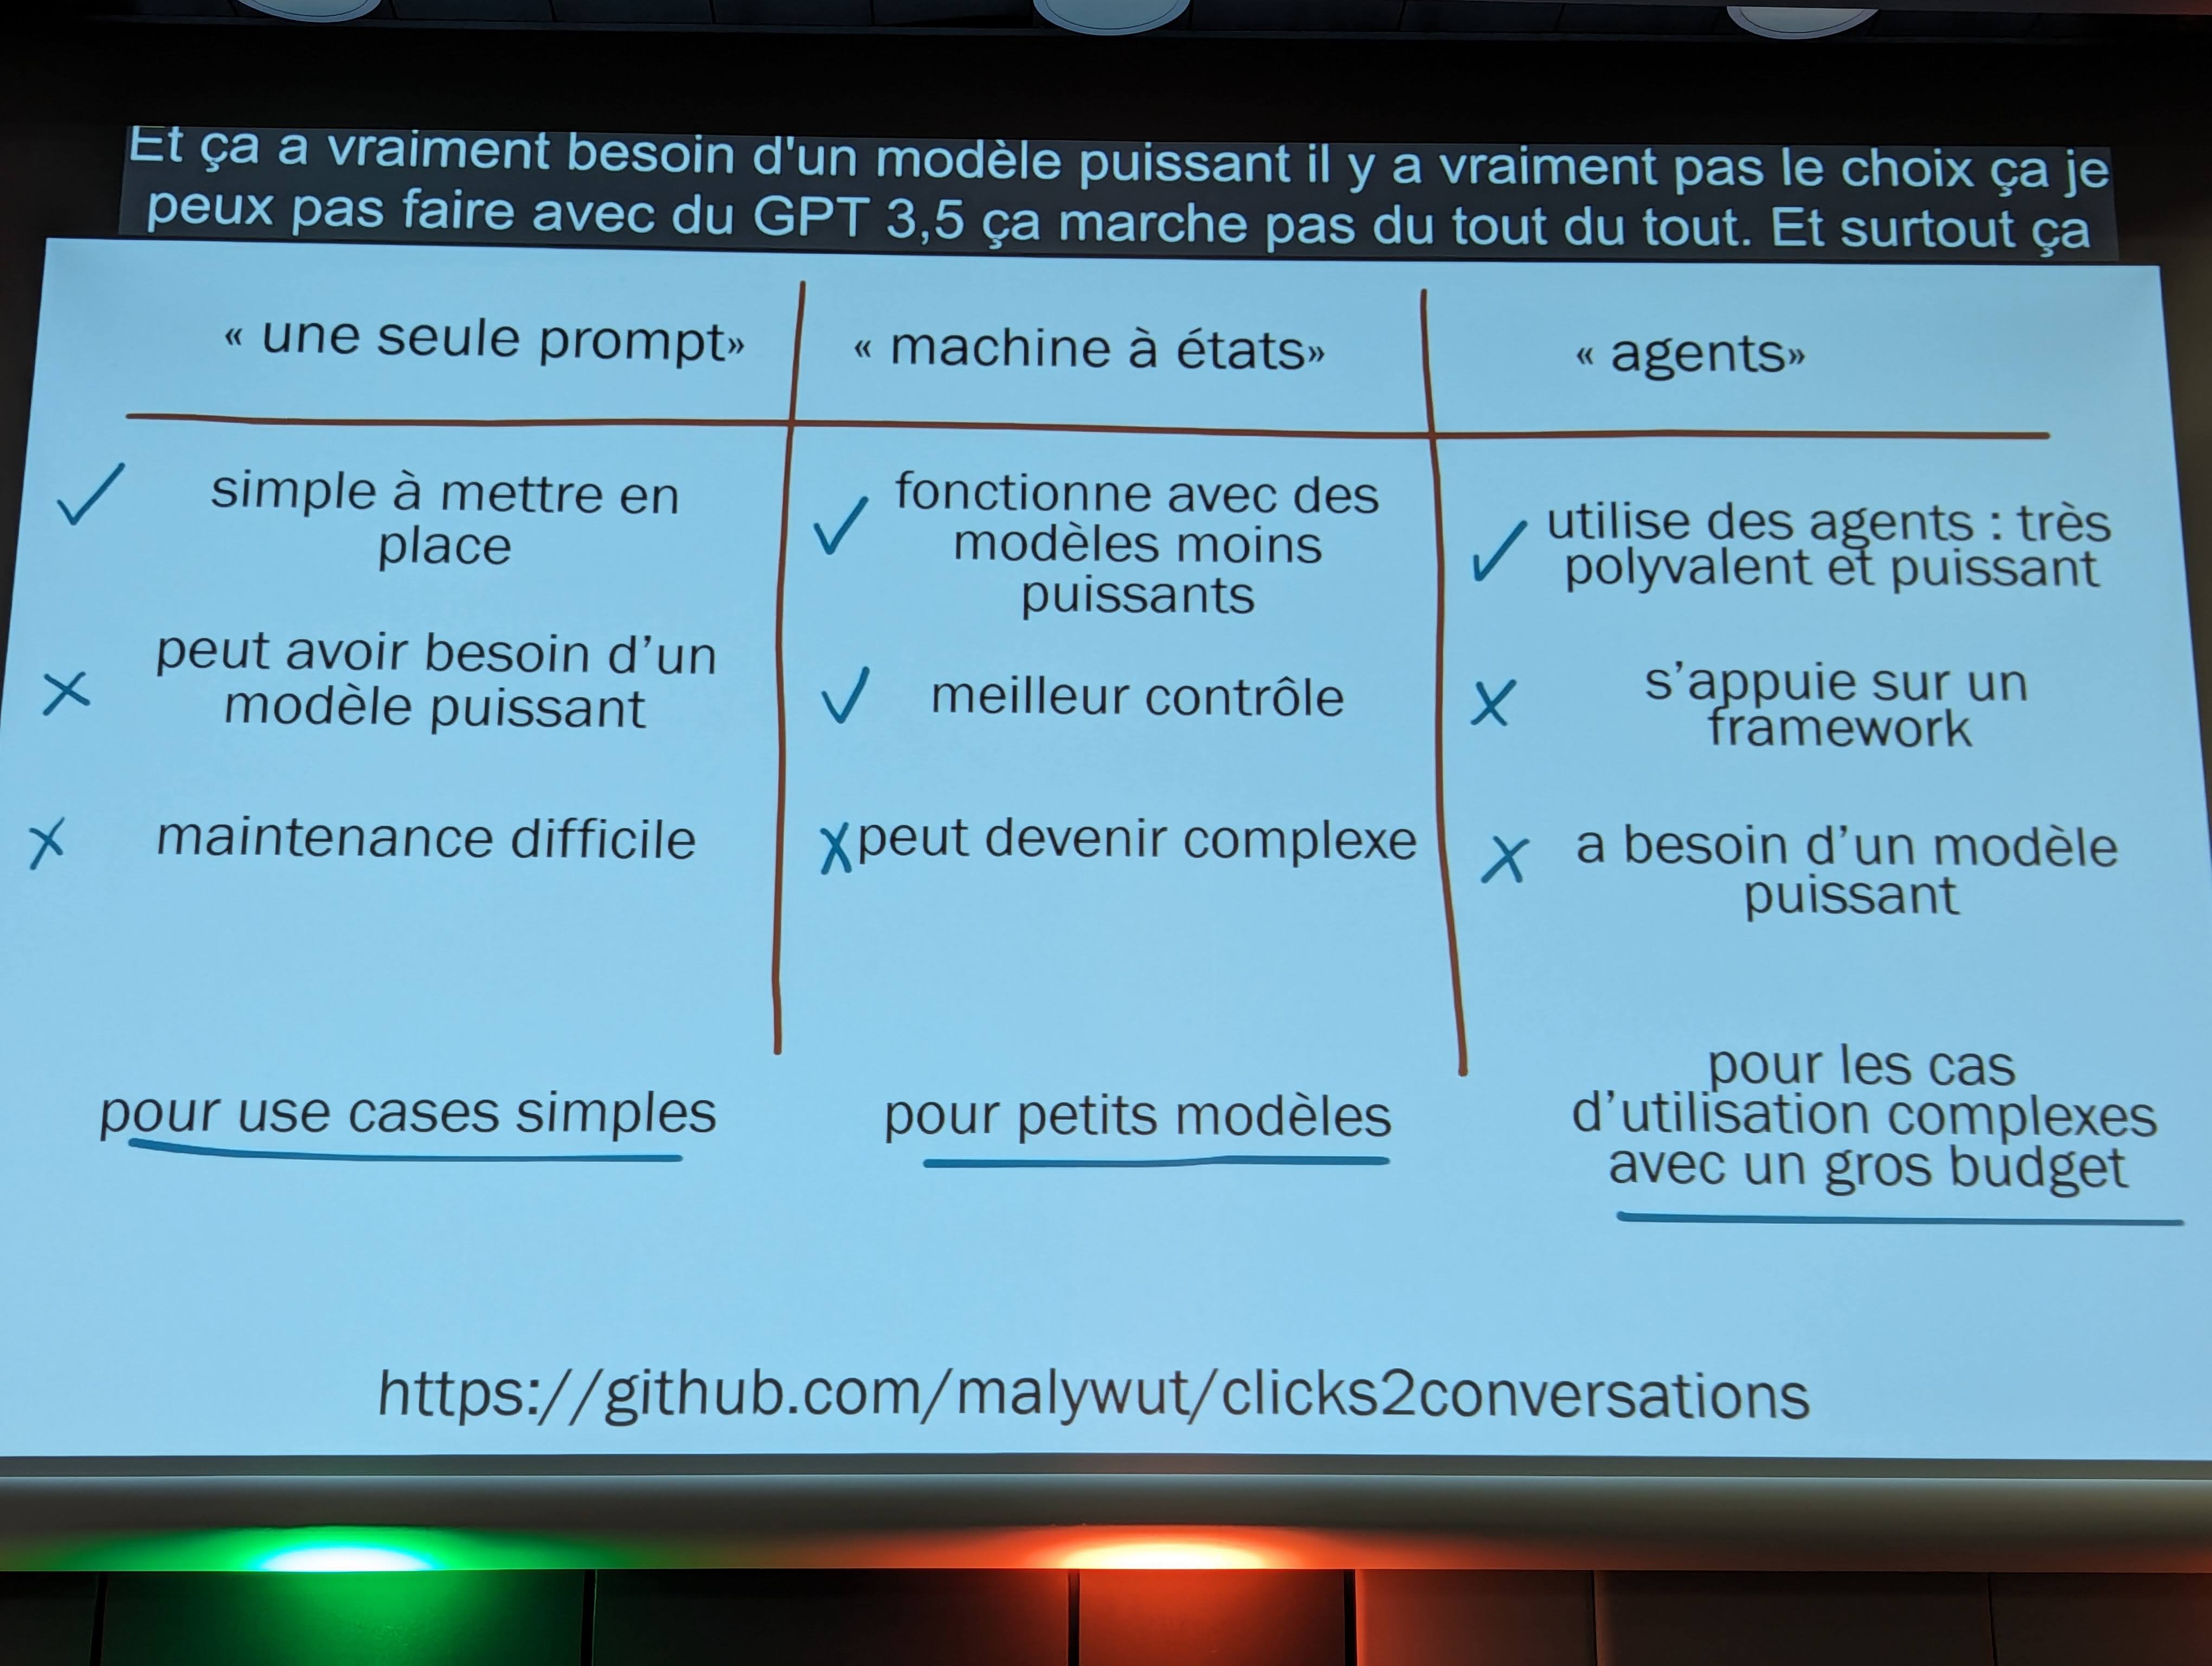 Et ça a vraiment besoin d'un modèle puissant il y a vraiment pas le choix ça je
peux pas faire avec du GPT 3,5 ça marche pas du tout du tout. Et surtout ça
« une seule prompt»
« machine à états»
« agents»
✓ simple à mettre en
place
✓ fonctionne avec des
modèles moins
puissants
✓ utilise des agents : très
polyvalent et puissant
X peut avoir besoin d’un
modèle puissant
✓ meilleur contrôle
X s’appuie sur un
framework
X maintenance difficile
X peut devenir complexe
X a besoin d’un modèle
puissant
pour use cases simples
pour petits modèles
pour les cas
d’utilisation complexes
avec un gros budget
https://github.com/malywut/clicks2conversations